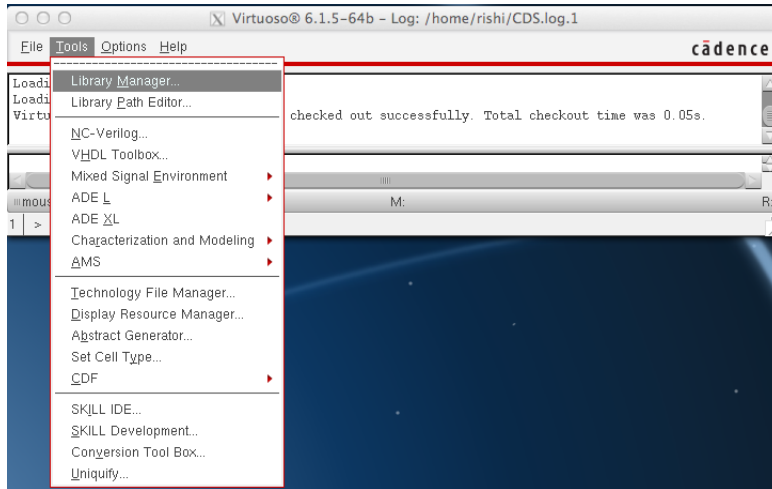 Virtuoso® 6.1.5-64b - Log: /home/rishi/CDS.log.1
File Tools Options Help
cādence
Loadi
Loadi
Virtu checked out successfully. Total checkout time was 0.05s.
mous M: R:
1 >
Library Manager...
Library Path Editor...
NC-Verilog...
VHDL Toolbox...
Mixed Signal Environment
ADE L
ADE XL
Characterization and Modeling
AMS
Technology File Manager...
Display Resource Manager...
Abstract Generator...
Set Cell Type...
CDF
SKILL IDE...
SKILL Development...
Conversion Tool Box...
Uniquify...